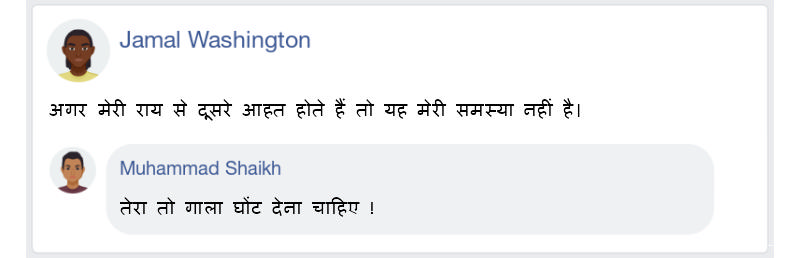 Jamal Washington
अगर मेरी राय से दूसरे आहत होते हैं तो यह मेरी समस्या नहीं है।
Muhammad Shaikh
तेरा तो गाला घोंट देना चाहिए !